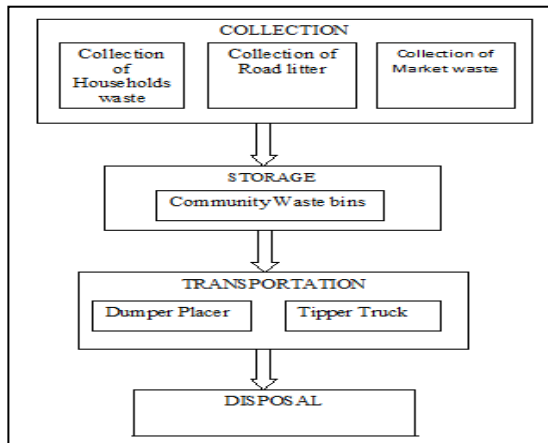 COLLECTION
Collection
of
Households
waste
Collection of
Road litter
Collection of
Market waste
STORAGE
Community Waste bins
TRANSPORTATION
Dumper Placer
Tipper Truck
DISPOSAL